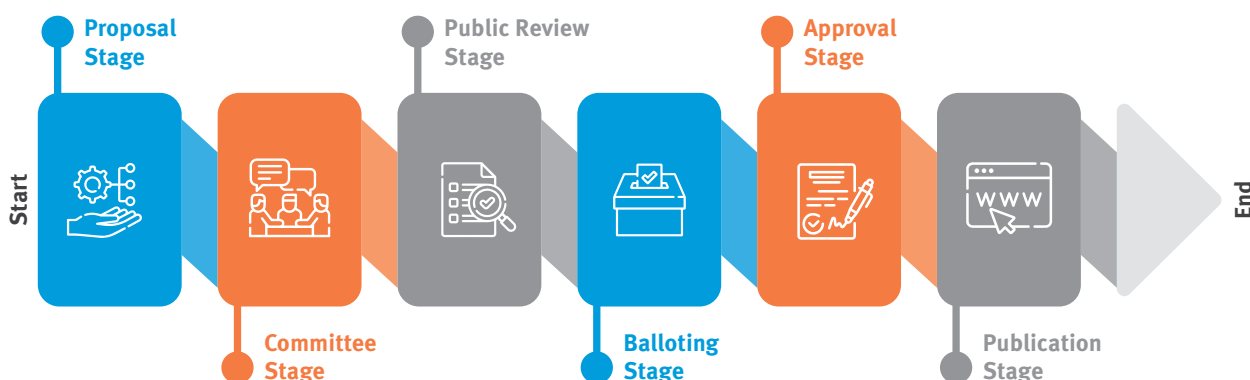 Proposal
Stage
Public Review
Stage
Approval
Stage
Start
WWW
End
Committee
Stage
Balloting
Stage
Publication
Stage